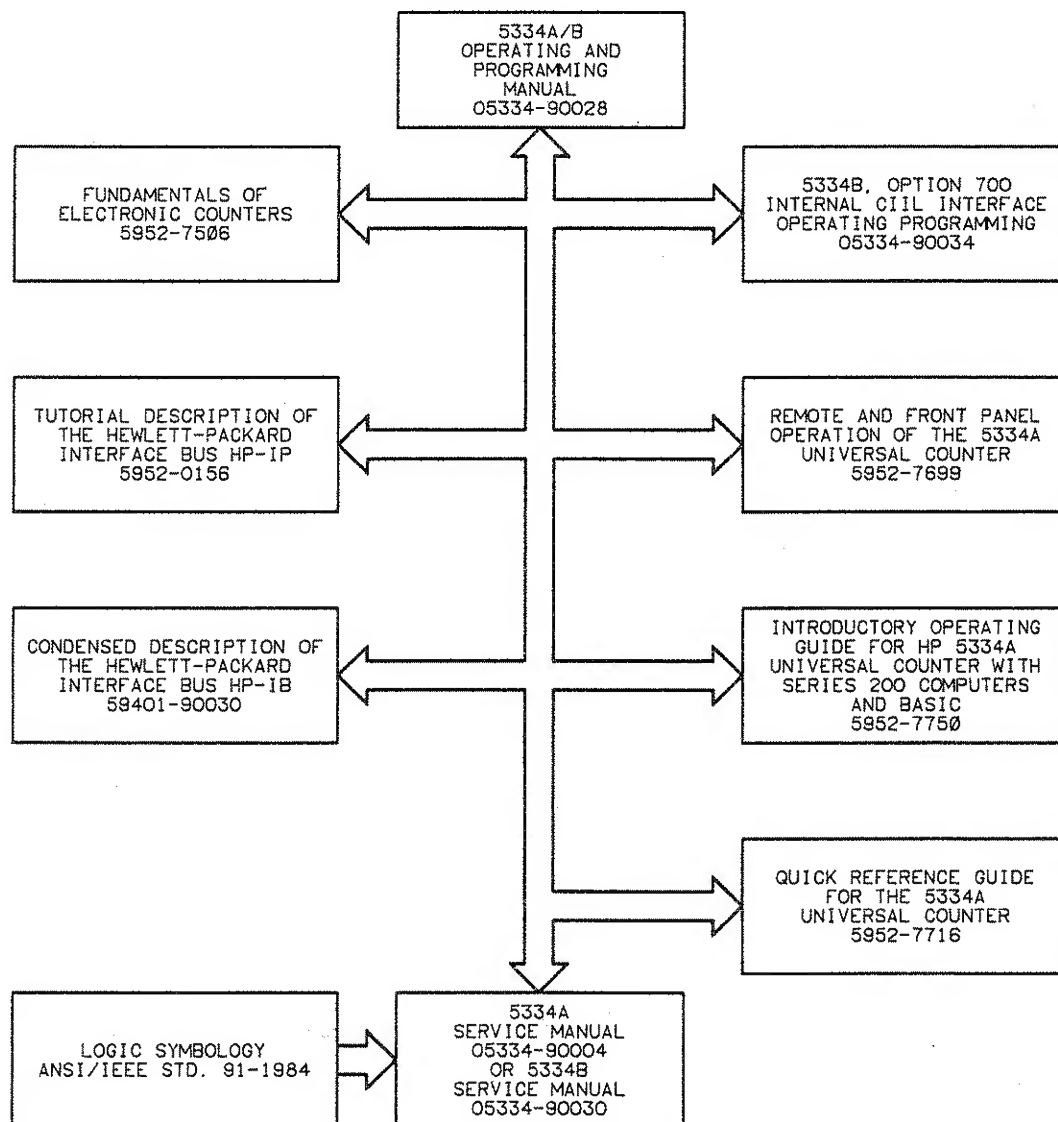 5334A/B
OPERATING AND
PROGRAMMING
MANUAL
05334-90028
FUNDAMENTALS OF
ELECTRONIC COUNTERS
5952-7506
5334B, OPTION 700
INTERNAL CIIL INTERFACE
OPERATING PROGRAMMING
05334-90034
TUTORIAL DESCRIPTION OF
THE HEWLETT-PACKARD
INTERFACE BUS HP-IP
5952-0156
REMOTE AND FRONT PANEL
OPERATION OF THE 5334A
UNIVERSAL COUNTER
5952-7699
CONDENSED DESCRIPTION OF
THE HEWLETT-PACKARD
INTERFACE BUS HP-IB
59401-90030
INTRODUCTORY OPERATING
GUIDE FOR HP 5334A
UNIVERSAL COUNTER WITH
SERIES 200 COMPUTERS
AND BASIC
5952-7750
QUICK REFERENCE GUIDE
FOR THE 5334A
UNIVERSAL COUNTER
5952-7716
LOGIC SYMBOLOGY
ANSI/IEEE STD. 91-1984
5334A
SERVICE MANUAL
05334-90004
OR 5334B
SERVICE MANUAL
05334-90030